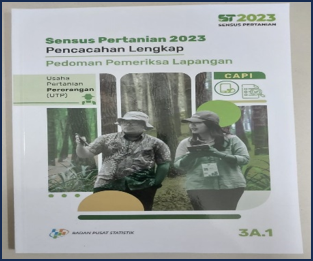 ST2023
SENSUS PERTANIAN
Sensus Pertanian 2023
Pencacahan Lengkap
Pedoman Pemeriksa Lapangan
Usaha
Pertanian
Perorangan
(UTP)
CAPI
BADAN PUSAT STATISTIK
3A.1